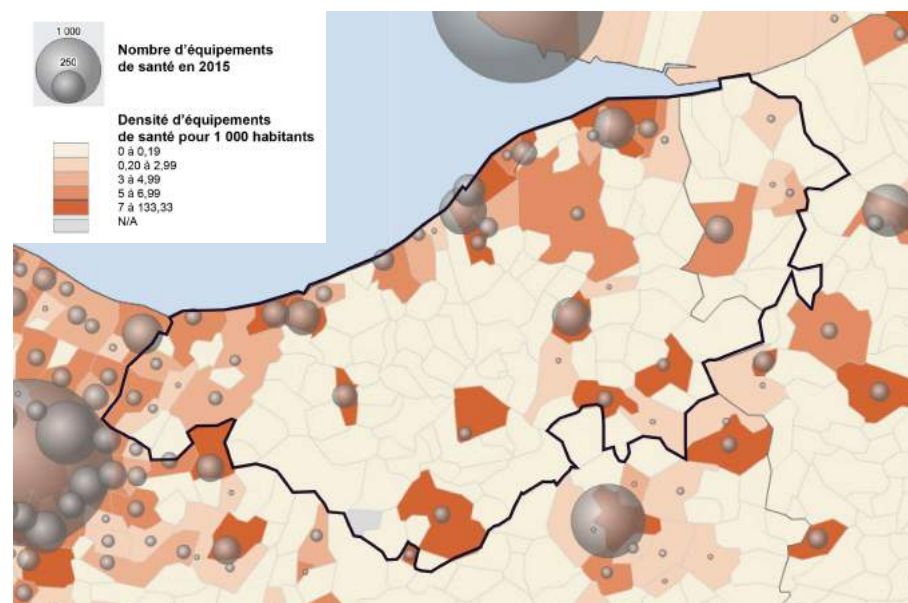 1 000
250
Nombre d'équipements
de santé en 2015
Densité d'équipements
de santé pour 1 000 habitants
0 à 0,19
0,20 à 2,99
3 à 4,99
5 à 6,99
7 à 133,33
N/A